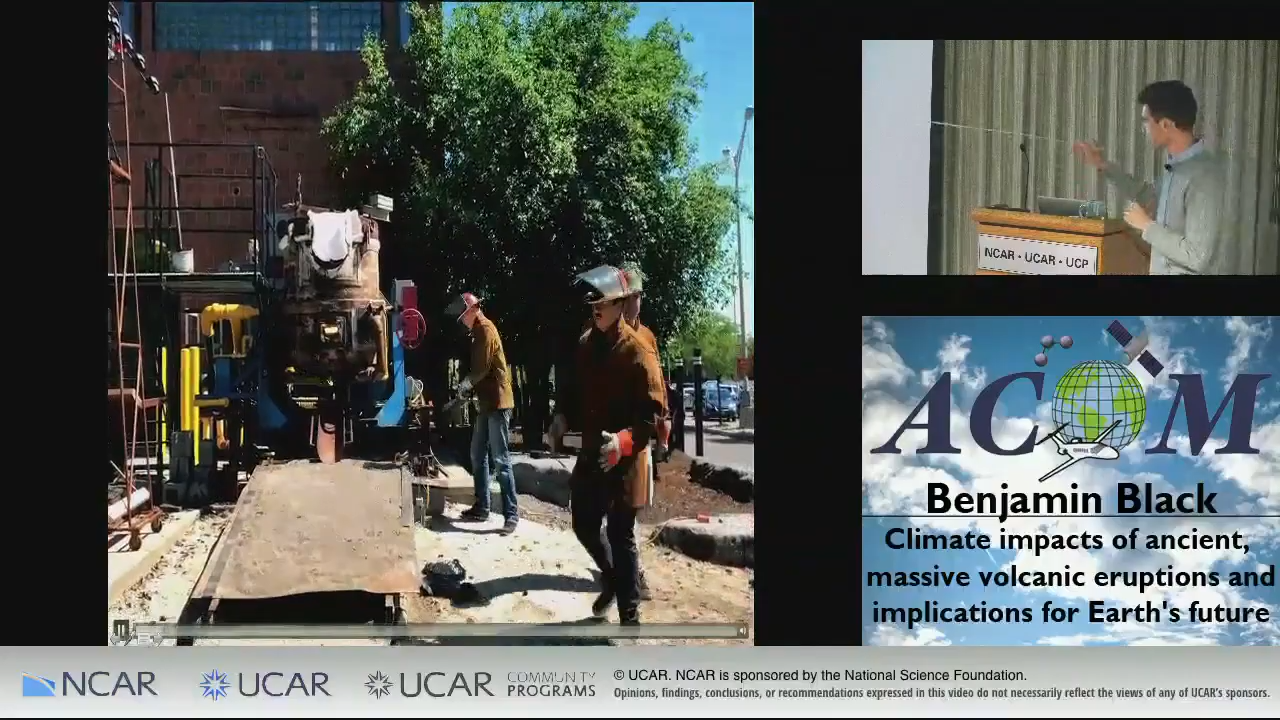 NCAR • UCAR • UCP
ACOM
Benjamin Black
Climate impacts of ancient,
massive volcanic eruptions and
implications for Earth's future
NCAR
UCAR
UCAR
COMMUNITY
PROGRAMS
© UCAR. NCAR is sponsored by the National Science Foundation.
Opinions, findings, conclusions, or recommendations expressed in this video do not necessarily reflect the views of any of UCAR's sponsors.